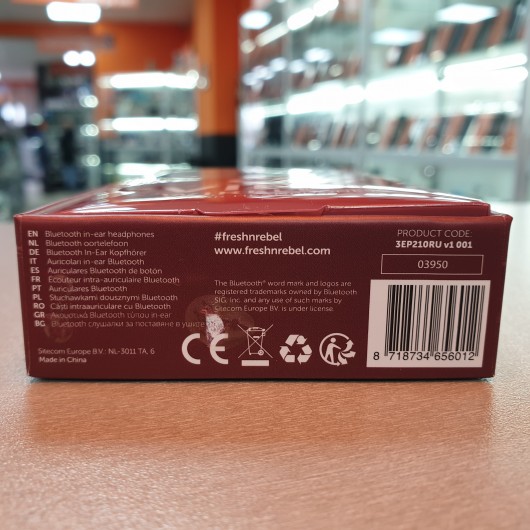 EN Bluetooth in-ear headphones
NL Bluetooth oortelefoon
DE Bluetooth In-Ear Kopfhörer
IT Auricolari in-ear Bluetooth
ES Auriculares Bluetooth de botón
FR Écouteur intra-auriculaire Bluetooth
PT Auriculares Bluetooth
PL Słuchawkami dousznymi Bluetooth
RO Căști intraauriculare cu Bluetooth
GR Ακουστικά Bluetooth τύπου in-ear
BG Bluetooth слушалки за поставяне в ушите
Sitecom Europe B.V.: NL-3011 TA, 6
Made in China
#freshnrebel
www.freshnrebel.com
The Bluetooth® word mark and logos are
registered trademarks owned by Bluetooth
SIG, Inc. and any use of such marks by
Sitecom Europe BV. is under license.
CE
PRODUCT CODE:
3EP210RU v1 001
03950
8 718734 656012